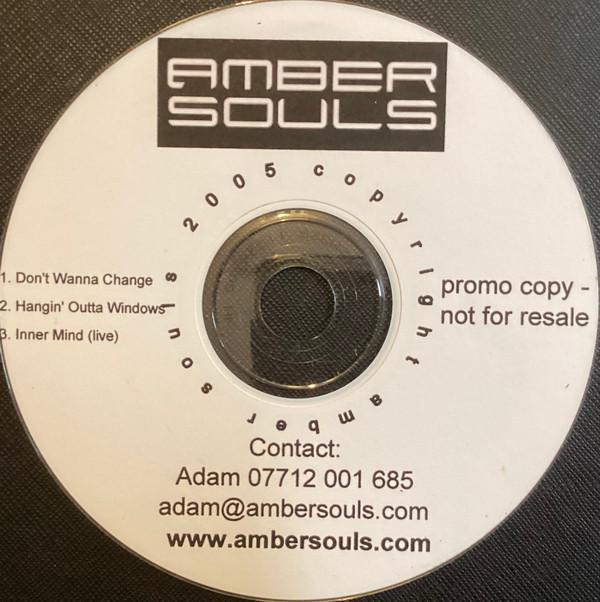 AMBER
SOULS
2005 copyright amber souls
1. Don't Wanna Change
2. Hangin' Outta Windows
3. Inner Mind (live)
promo copy -
not for resale
Contact:
Adam 07712 001 685
adam@ambersouls.com
www.ambersouls.com